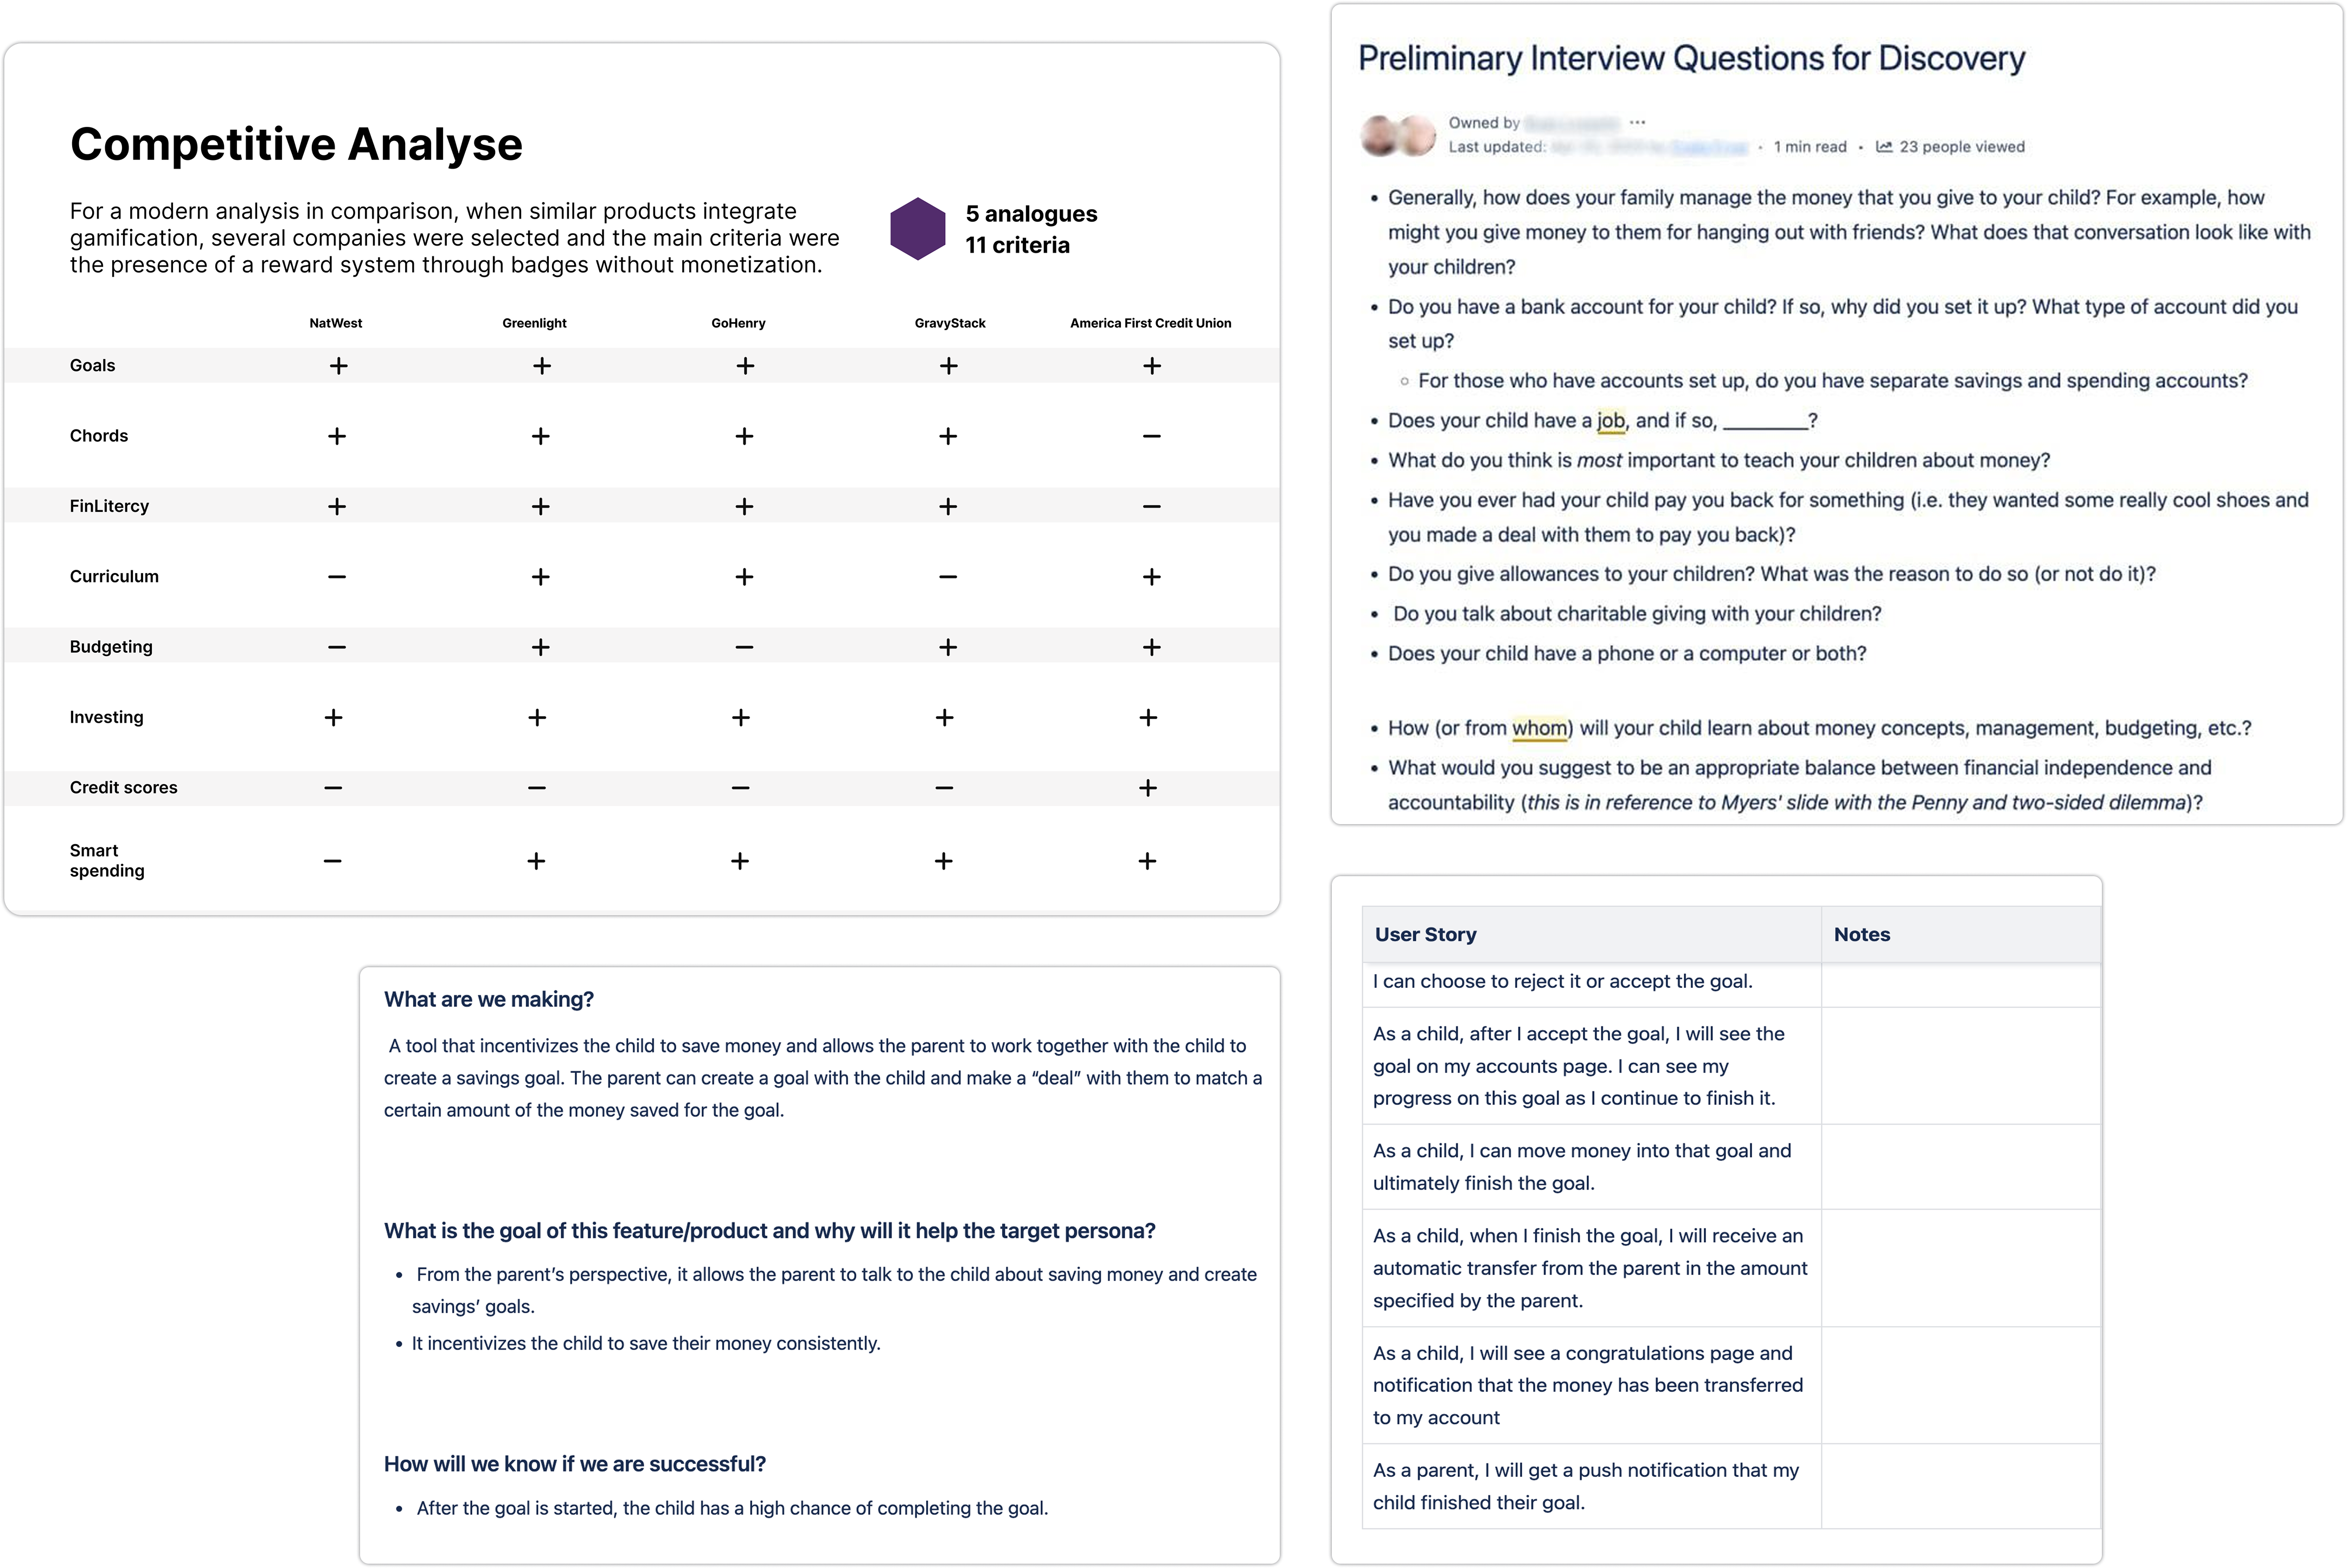 Competitive Analyse
For a modern analysis in comparison, when similar products integrate
gamification, several companies were selected and the main criteria were
the presence of a reward system through badges without monetization.
5 analogues
11 criteria
NatWest Greenlight GoHenry GravyStack America First Credit Union
Goals + + + + +
Chords + + + + −
FinLitercy + + + + −
Curriculum − + + − +
Budgeting − + − + +
Investing + + + + +
Credit scores − − − − +
Smart
spending − + + + +
Preliminary Interview Questions for Discovery
Owned by ···
Last updated: · 1 min read · 23 people viewed
• Generally, how does your family manage the money that you give to your child? For example, how
might you give money to them for hanging out with friends? What does that conversation look like with
your children?
• Do you have a bank account for your child? If so, why did you set it up? What type of account did you
set up?
○ For those who have accounts set up, do you have separate savings and spending accounts?
• Does your child have a job, and if so, ________?
• What do you think is most important to teach your children about money?
• Have you ever had your child pay you back for something (i.e. they wanted some really cool shoes and
you made a deal with them to pay you back)?
• Do you give allowances to your children? What was the reason to do so (or not do it)?
• Do you talk about charitable giving with your children?
• Does your child have a phone or a computer or both?
• How (or from whom) will your child learn about money concepts, management, budgeting, etc.?
• What would you suggest to be an appropriate balance between financial independence and
accountability (this is in reference to Myers' slide with the Penny and two-sided dilemma)?
What are we making?
A tool that incentivizes the child to save money and allows the parent to work together with the child to
create a savings goal. The parent can create a goal with the child and make a “deal” with them to match a
certain amount of the money saved for the goal.
What is the goal of this feature/product and why will it help the target persona?
• From the parent’s perspective, it allows the parent to talk to the child about saving money and create
savings’ goals.
• It incentivizes the child to save their money consistently.
How will we know if we are successful?
• After the goal is started, the child has a high chance of completing the goal.
User Story Notes
I can choose to reject it or accept the goal.
As a child, after I accept the goal, I will see the
goal on my accounts page. I can see my
progress on this goal as I continue to finish it.
As a child, I can move money into that goal and
ultimately finish the goal.
As a child, when I finish the goal, I will receive an
automatic transfer from the parent in the amount
specified by the parent.
As a child, I will see a congratulations page and
notification that the money has been transferred
to my account
As a parent, I will get a push notification that my
child finished their goal.